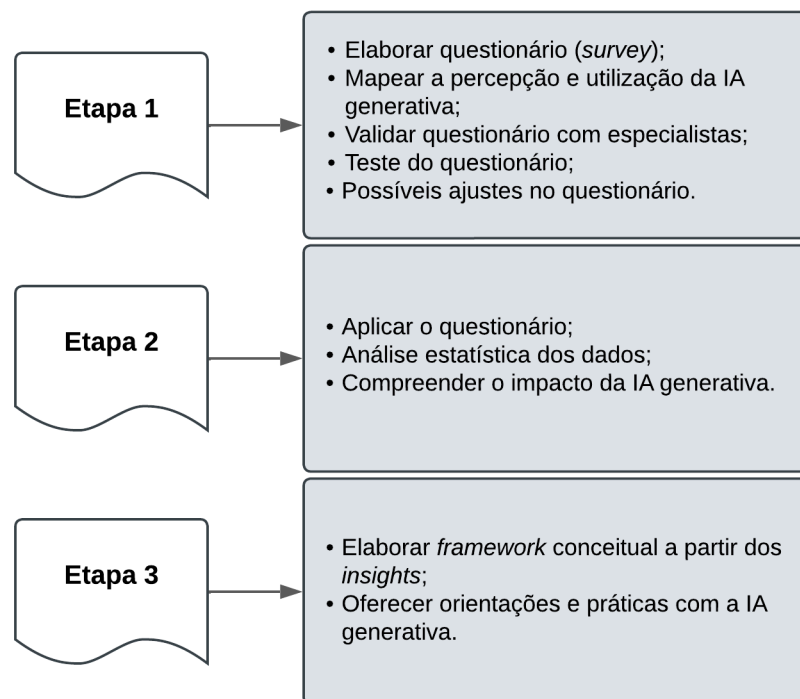 Etapa 1
• Elaborar questionário (survey);
• Mapear a percepção e utilização da IA
generativa;
• Validar questionário com especialistas;
• Teste do questionário;
• Possíveis ajustes no questionário.
Etapa 2
• Aplicar o questionário;
• Análise estatística dos dados;
• Compreender o impacto da IA generativa.
Etapa 3
• Elaborar framework conceitual a partir dos
insights;
• Oferecer orientações e práticas com a IA
generativa.